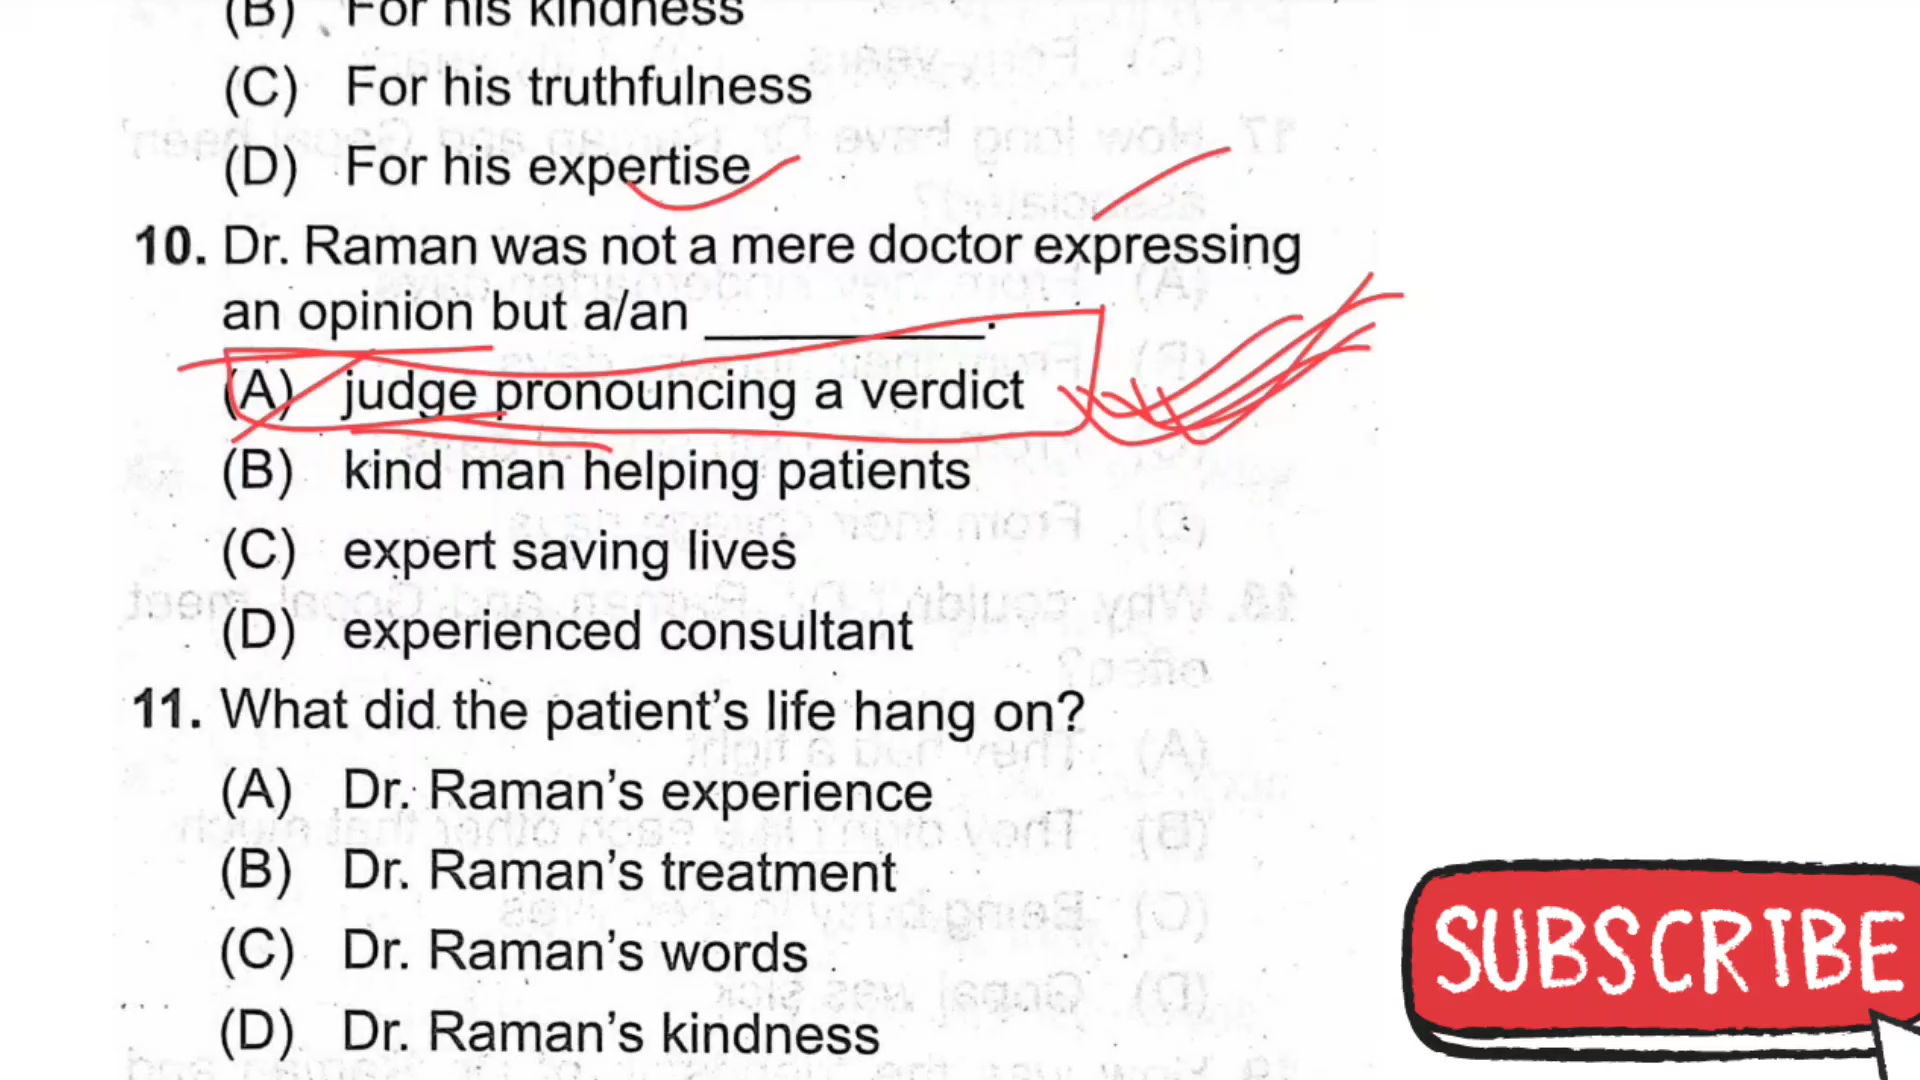 (B) For his kindness
(C) For his truthfulness
(D) For his expertise
10. Dr. Raman was not a mere doctor expressing
an opinion but a/an ____________.
(A) judge pronouncing a verdict
(B) kind man helping patients
(C) expert saving lives
(D) experienced consultant
11. What did the patient's life hang on?
(A) Dr. Raman's experience
(B) Dr. Raman's treatment
(C) Dr. Raman's words
(D) Dr. Raman's kindness
SUBSCRIBE